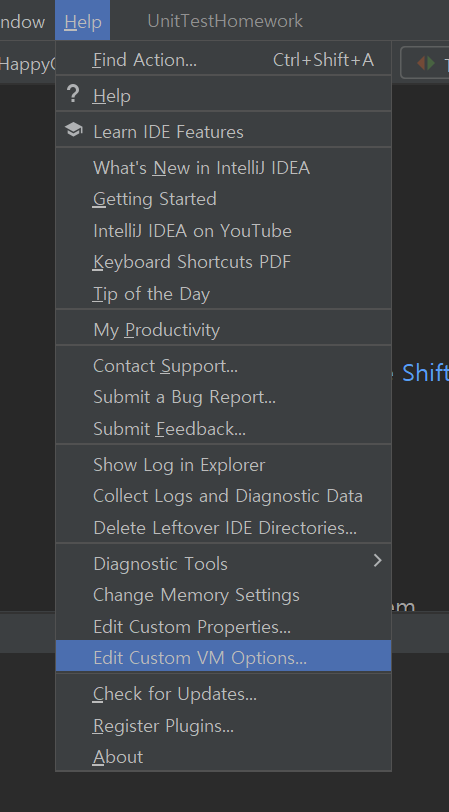 ndow Help UnitTestHomework
Happy
Find Action... Ctrl+Shift+A
Help
Learn IDE Features
What's New in IntelliJ IDEA
Getting Started
IntelliJ IDEA on YouTube
Keyboard Shortcuts PDF
Tip of the Day
My Productivity
Contact Support...
Shift
Submit a Bug Report...
Submit Feedback...
Show Log in Explorer
Collect Logs and Diagnostic Data
Delete Leftover IDE Directories...
Diagnostic Tools
Change Memory Settings
em
Edit Custom Properties...
Edit Custom VM Options...
Check for Updates...
Register Plugins...
About